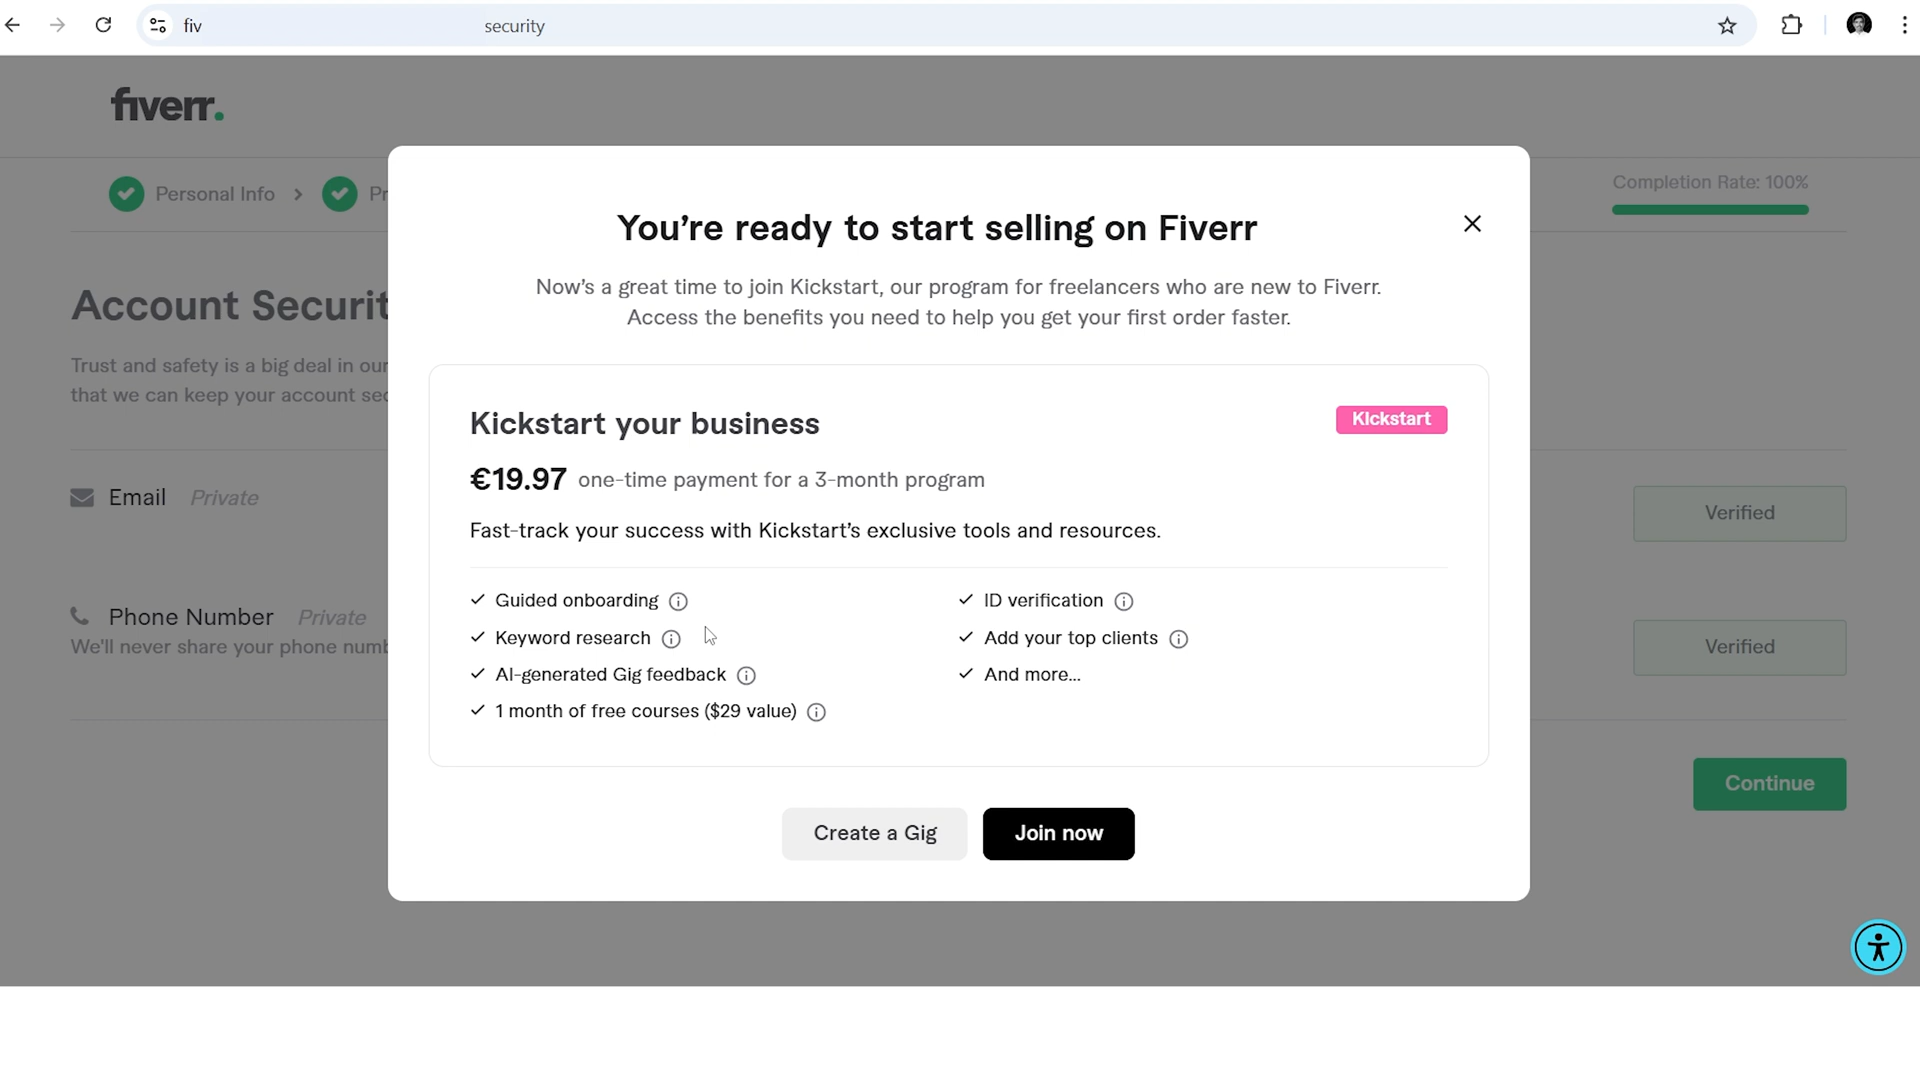 fiv security
fiverr.
Personal Info
Pr
Completion Rate: 100%
You're ready to start selling on Fiverr
Now's a great time to join Kickstart, our program for freelancers who are new to Fiverr.
Access the benefits you need to help you get your first order faster.
Account Securit
Trust and safety is a big deal in our
that we can keep your account sec
Kickstart your business
Kickstart
€19.97 one-time payment for a 3-month program
Fast-track your success with Kickstart's exclusive tools and resources.
Email Private
Verified
Guided onboarding
ID verification
Phone Number Private
We'll never share your phone numb
Verified
Keyword research
Add your top clients
AI-generated Gig feedback
And more...
1 month of free courses ($29 value)
Continue
Create a Gig
Join now